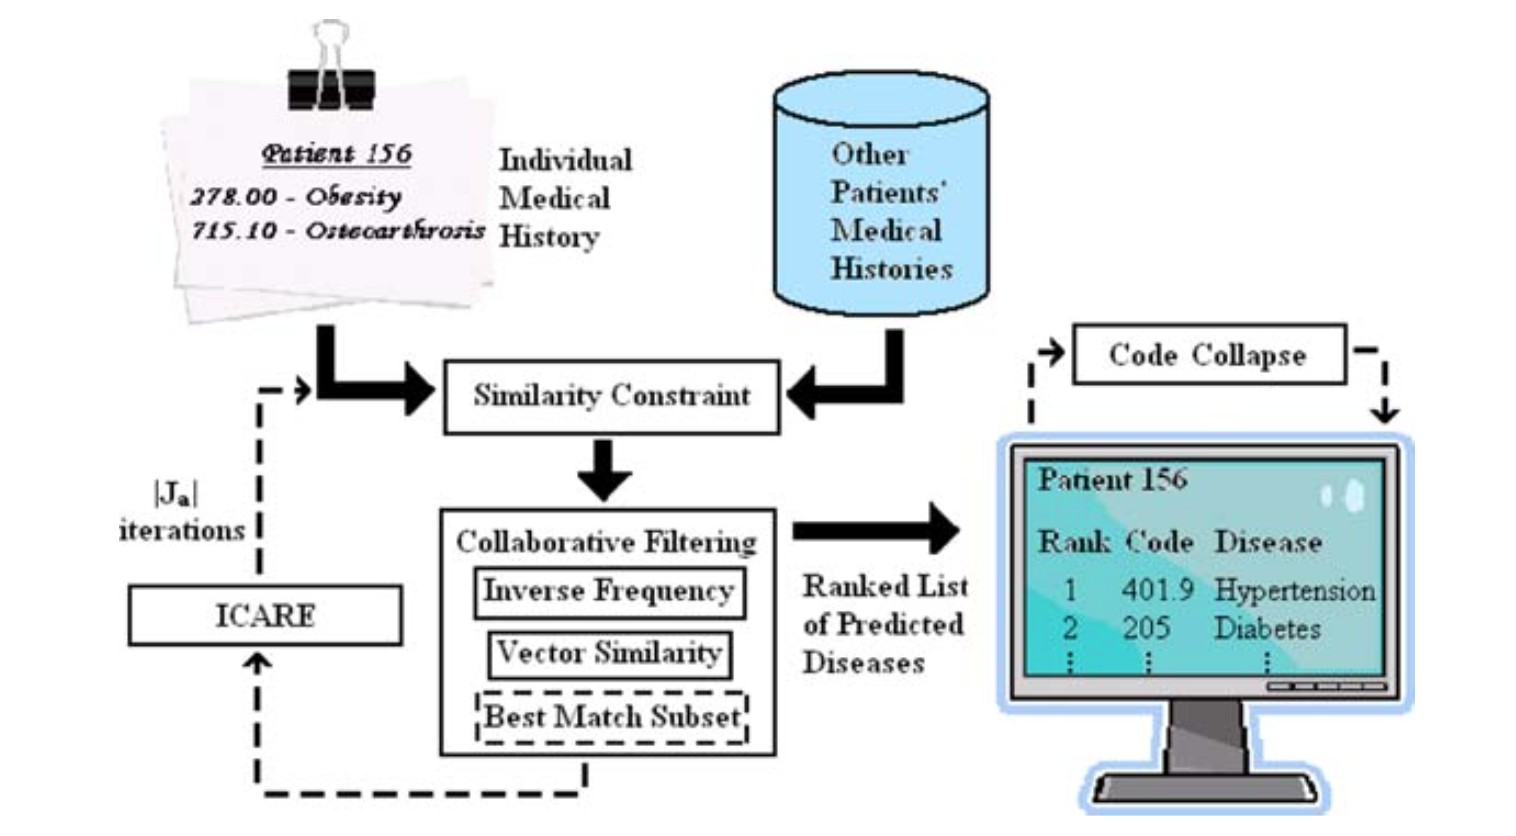 Patient 156
278.00 - Obesity
715.10 - Osteoarthrosis
Individual
Medical
History
Other
Patients'
Medical
Histories
Code Collapse
Similarity Constraint
|Ja|
iterations
ICARE
Collaborative Filtering
Inverse Frequency
Vector Similarity
Best Match Subset
Ranked List
of Predicted
Diseases
Patient 156
Rank Code Disease
1 401.9 Hypertension
2 205 Diabetes